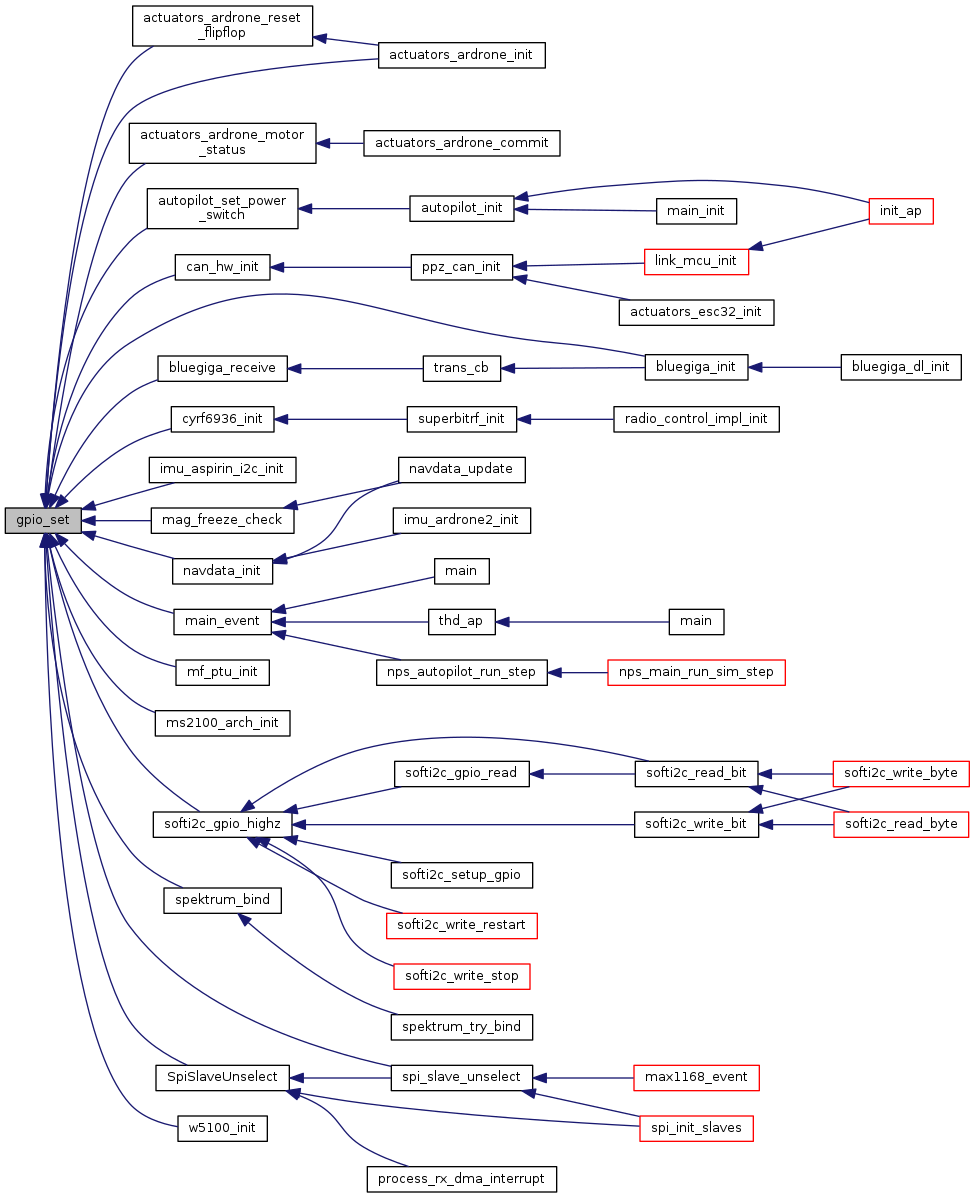 actuators_ardrone_reset
_flipflop
actuators_ardrone_init
actuators_ardrone_motor
_status
actuators_ardrone_commit
autopilot_set_power
_switch
autopilot_init
main_init
init_ap
can_hw_init
ppz_can_init
link_mcu_init
actuators_esc32_init
bluegiga_receive
trans_cb
bluegiga_init
bluegiga_dl_init
cyrf6936_init
superbitrf_init
radio_control_impl_init
imu_aspirin_i2c_init
navdata_update
gpio_set
mag_freeze_check
imu_ardrone2_init
navdata_init
main
main_event
thd_ap
main
mf_ptu_init
nps_autopilot_run_step
nps_main_run_sim_step
ms2100_arch_init
softi2c_gpio_read
softi2c_read_bit
softi2c_write_byte
softi2c_gpio_highz
softi2c_write_bit
softi2c_read_byte
softi2c_setup_gpio
spektrum_bind
softi2c_write_restart
softi2c_write_stop
spektrum_try_bind
SpiSlaveUnselect
spi_slave_unselect
max1168_event
w5100_init
spi_init_slaves
process_rx_dma_interrupt